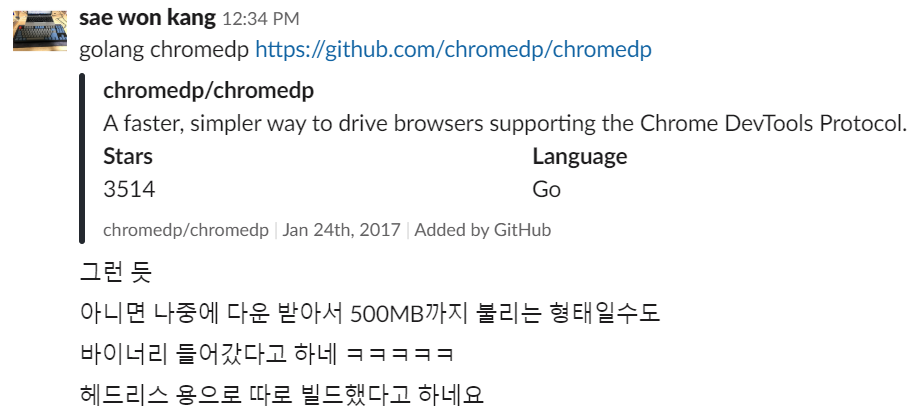 sae won kang 12:34 PM
golang chromedp https://github.com/chromedp/chromedp
chromedp/chromedp
A faster, simpler way to drive browsers supporting the Chrome DevTools Protocol.
Stars Language
3514 Go
chromedp/chromedp | Jan 24th, 2017 | Added by GitHub
그런 듯
아니면 나중에 다운 받아서 500MB까지 불리는 형태일수도
바이너리 들어갔다고 하네 ㅋㅋㅋㅋㅋ
헤드리스 용으로 따로 빌드했다고 하네요